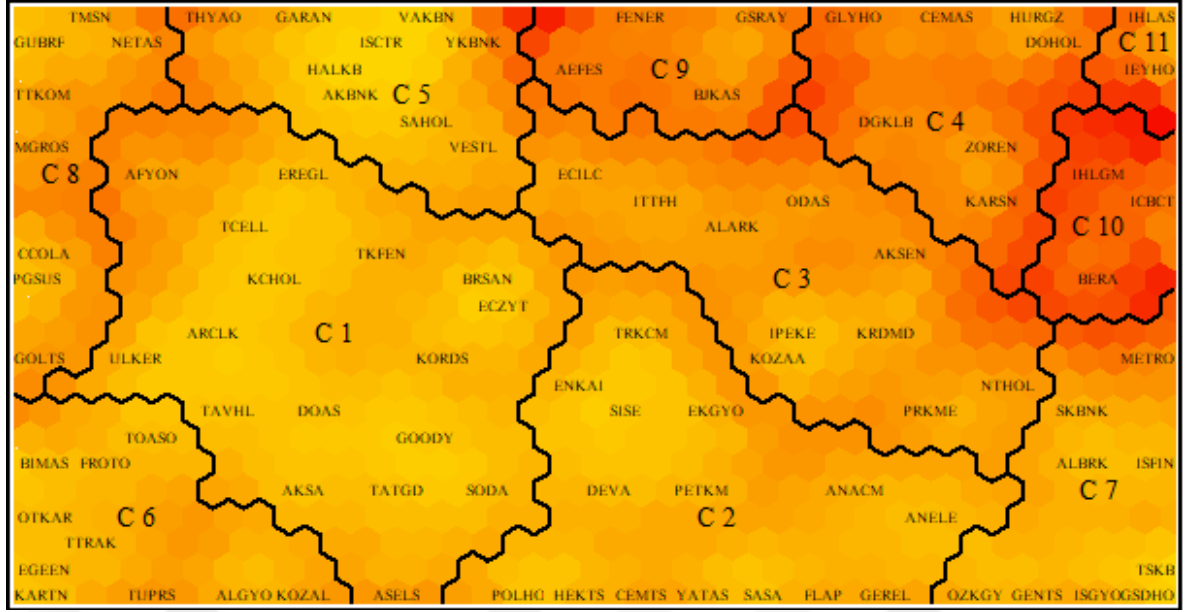 TMSN THYAO GARAN VAKBN FENER GSRAY GLYHO CEMAS HURGZ IHLAS
GUBRF NETAS ISCTR YKBNK DOHOL C 11
HALKB AEFES C 9 IEYHO
TTKOM AKBNK C 5 BJKAS
SAHOL DGKLB C 4
MGROS VESTL ZOREN
C 8 AFYON EREGL ECILC IHLGM
ITTFH ODAS KARSN ICBCT
TCELL ALARK C 10
CCOLA TKFEN AKSEN
PGSUS KCHOL BRSAN C 3 BERA
ECZYT
ARCLK C 1 TRKCM IPEKE KRDMD
GOLTS ULKER KORDS KOZAA METRO
ENKAI NTHOL
TAVHL DOAS SISE EKGYO PRKME SKBNK
TOASO GOODY
BIMAS FROTO ALBRK ISFIN
AKSA TATGD SODA DEVA PETKM ANACM C 7
OTKAR C 6 C 2 ANELE
TTRAK
EGEEN TSKB
KARTN TUPRS ALGYO KOZAL ASELS POLHO HEKTS CEMTS YATAS SASA FLAP GEREL OZKGY GENTS ISGYO GSDHO